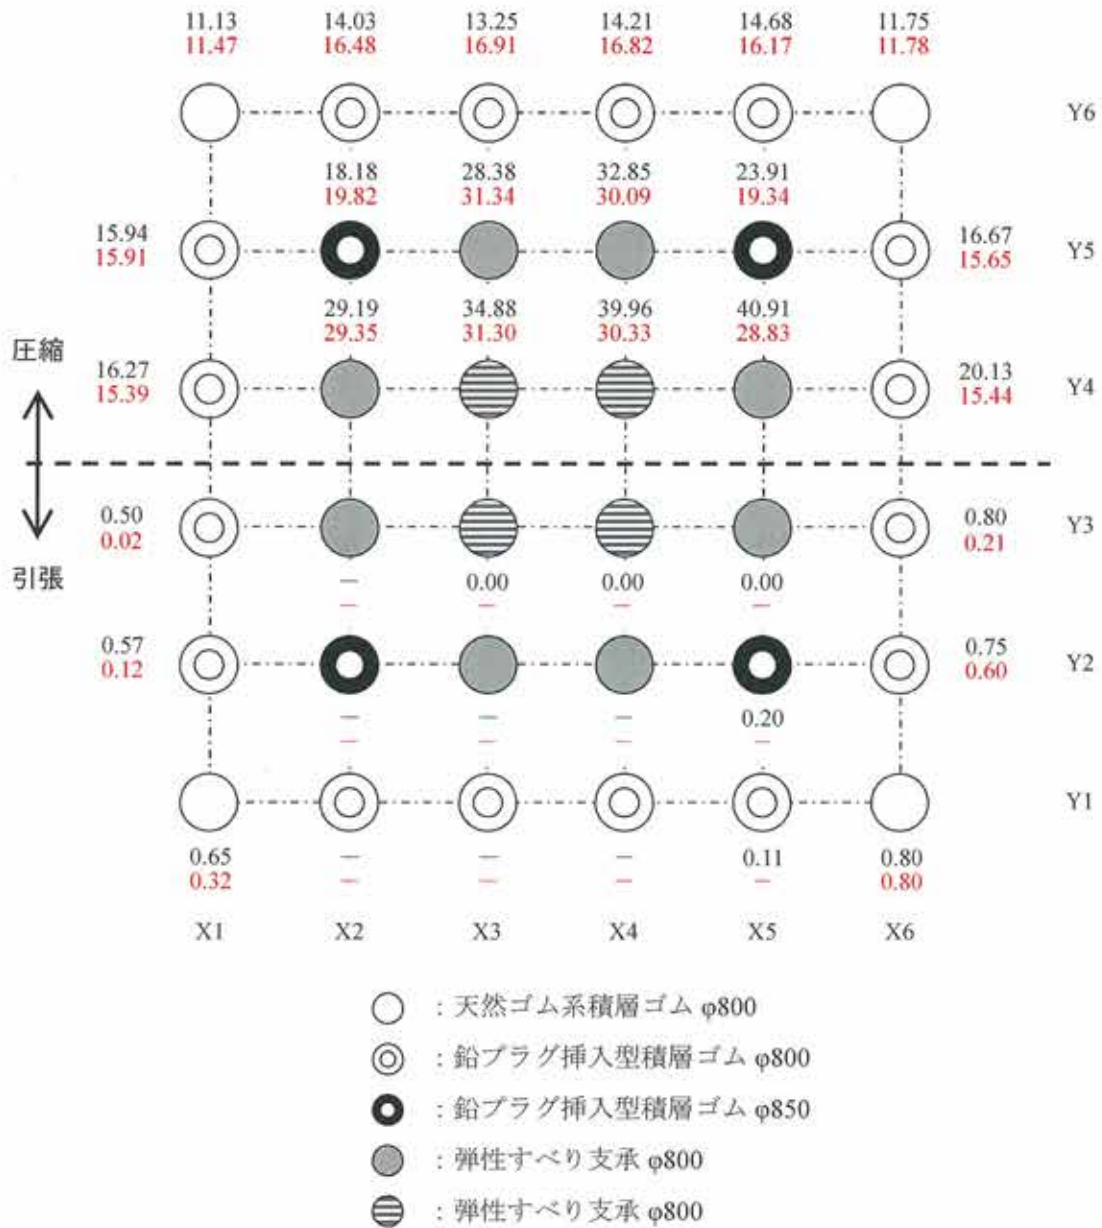 11.13 14.03 13.25 14.21 14.68 11.75
11.47 16.48 16.91 16.82 16.17 11.78
Y6
18.18 28.38 32.85 23.91
19.82 31.34 30.09 19.34
15.94 16.67
15.91 15.65
Y5
29.19 34.88 39.96 40.91
29.35 31.30 30.33 28.83
圧縮
16.27 20.13
15.39 15.44
Y4
0.50 0.80
0.02 0.21
Y3
引張
― 0.00 0.00 0.00
― ― ― ―
0.57 0.75
0.12 0.60
Y2
― ― ― 0.20
― ― ― ―
Y1
0.65 ― ― ― 0.11 0.80
0.32 ― ― ― ― 0.80
X1 X2 X3 X4 X5 X6
：天然ゴム系積層ゴム φ800
：鉛プラグ挿入型積層ゴム φ800
：鉛プラグ挿入型積層ゴム φ850
：弾性すべり支承 φ800
：弾性すべり支承 φ800